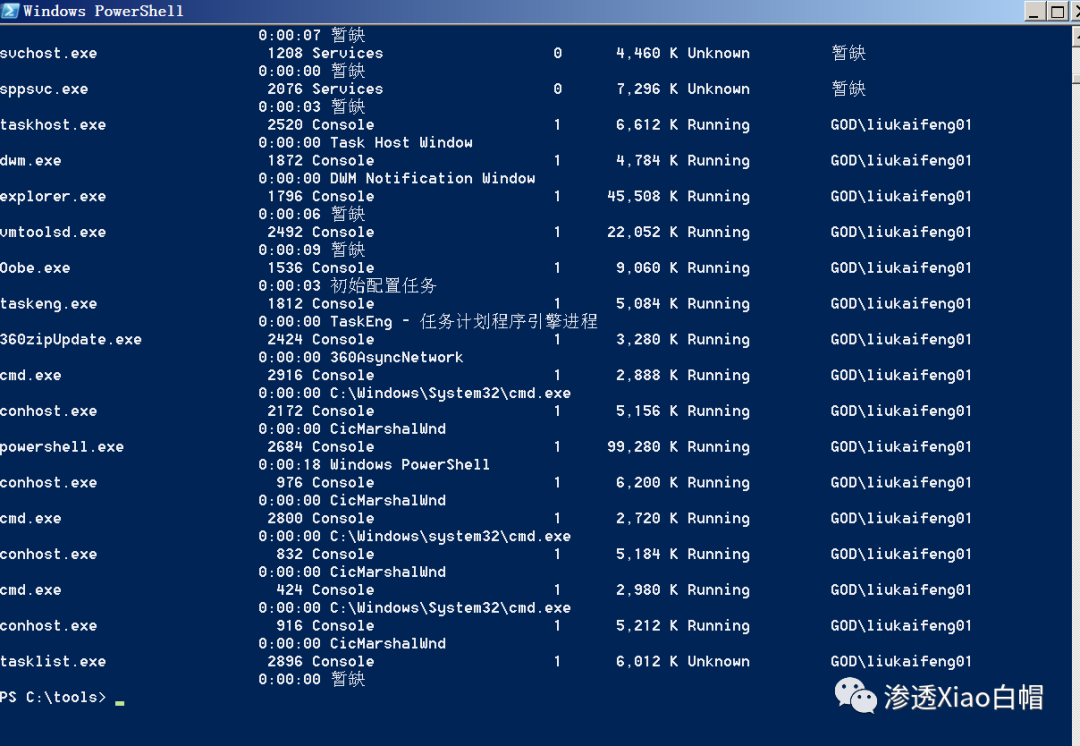 Windows PowerShell
0:00:07 暂缺
svchost.exe 1208 Services 0 4,460 K Unknown 暂缺
0:00:00 暂缺
sppsvc.exe 2076 Services 0 7,296 K Unknown 暂缺
0:00:03 暂缺
taskhost.exe 2520 Console 1 6,612 K Running GOD\liukaifeng01
0:00:00 Task Host Window
dwm.exe 1872 Console 1 4,784 K Running GOD\liukaifeng01
0:00:00 DWM Notification Window
explorer.exe 1796 Console 1 45,508 K Running GOD\liukaifeng01
0:00:06 暂缺
vmtoolsd.exe 2492 Console 1 22,052 K Running GOD\liukaifeng01
0:00:09 暂缺
Oobe.exe 1536 Console 1 9,060 K Running GOD\liukaifeng01
0:00:03 初始配置任务
taskeng.exe 1812 Console 1 5,084 K Running GOD\liukaifeng01
0:00:00 TaskEng - 任务计划程序引擎进程
360zipUpdate.exe 2424 Console 1 3,280 K Running GOD\liukaifeng01
0:00:00 360AsyncNetwork
cmd.exe 2916 Console 1 2,888 K Running GOD\liukaifeng01
0:00:00 C:\Windows\System32\cmd.exe
conhost.exe 2172 Console 1 5,156 K Running GOD\liukaifeng01
0:00:00 CicMarshalWnd
powershell.exe 2684 Console 1 99,280 K Running GOD\liukaifeng01
0:00:18 Windows PowerShell
conhost.exe 976 Console 1 6,200 K Running GOD\liukaifeng01
0:00:00 CicMarshalWnd
cmd.exe 2800 Console 1 2,720 K Running GOD\liukaifeng01
0:00:00 C:\Windows\system32\cmd.exe
conhost.exe 832 Console 1 5,184 K Running GOD\liukaifeng01
0:00:00 CicMarshalWnd
cmd.exe 424 Console 1 2,980 K Running GOD\liukaifeng01
0:00:00 C:\Windows\System32\cmd.exe
conhost.exe 916 Console 1 5,212 K Running GOD\liukaifeng01
0:00:00 CicMarshalWnd
tasklist.exe 2896 Console 1 6,012 K Unknown GOD\liukaifeng01
0:00:00 暂缺
PS C:\tools>
渗透Xiao白帽